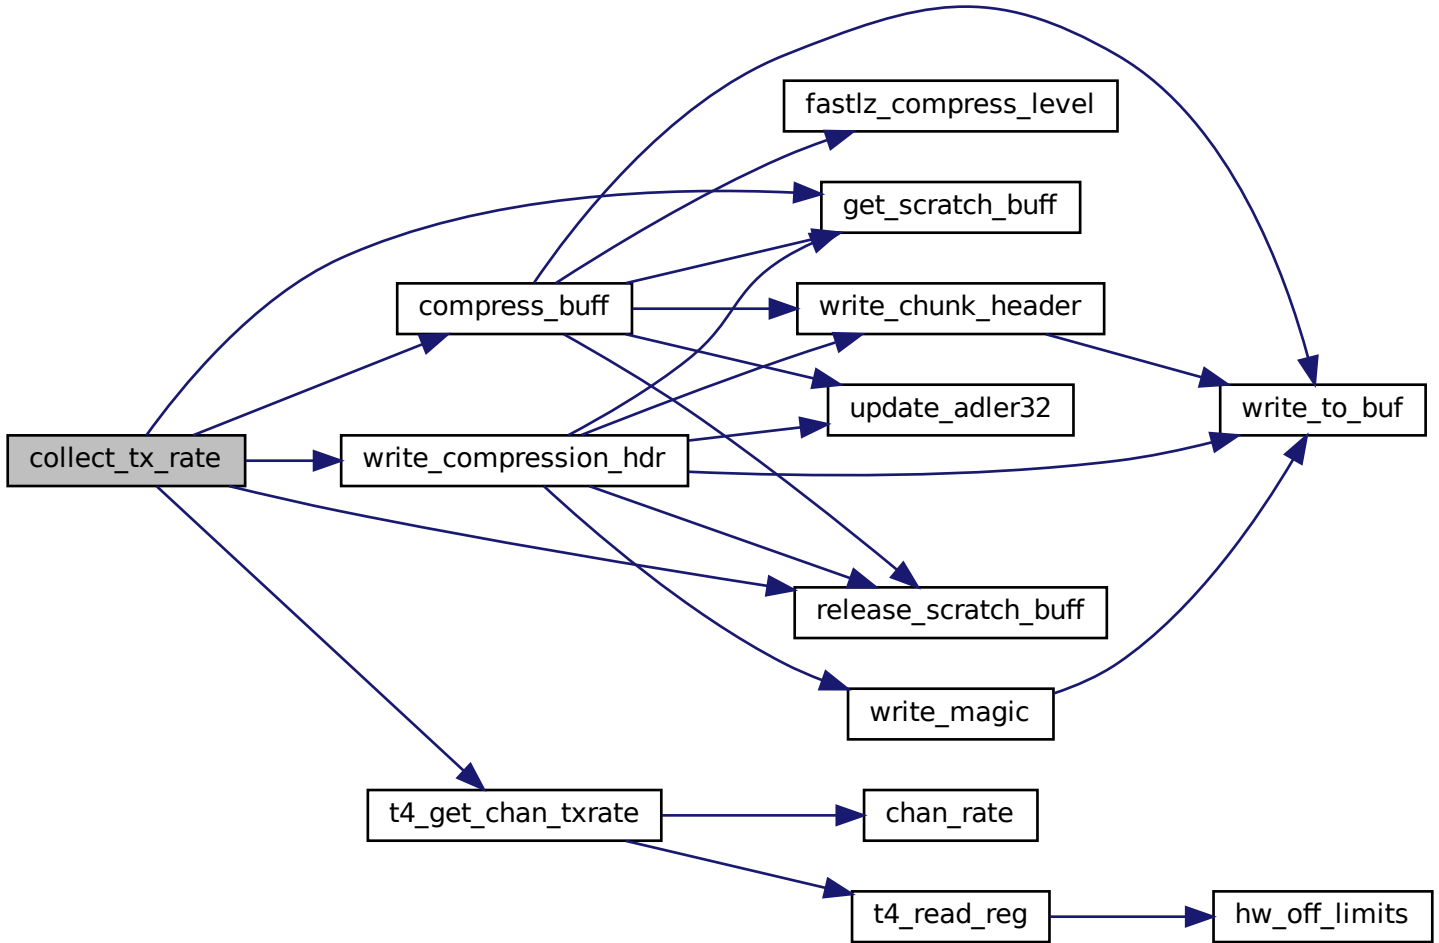 fastlz_compress_level
get_scratch_buff
compress_buff
write_chunk_header
update_adler32
write_to_buf
collect_tx_rate
write_compression_hdr
release_scratch_buff
write_magic
t4_get_chan_txrate
chan_rate
t4_read_reg
hw_off_limits